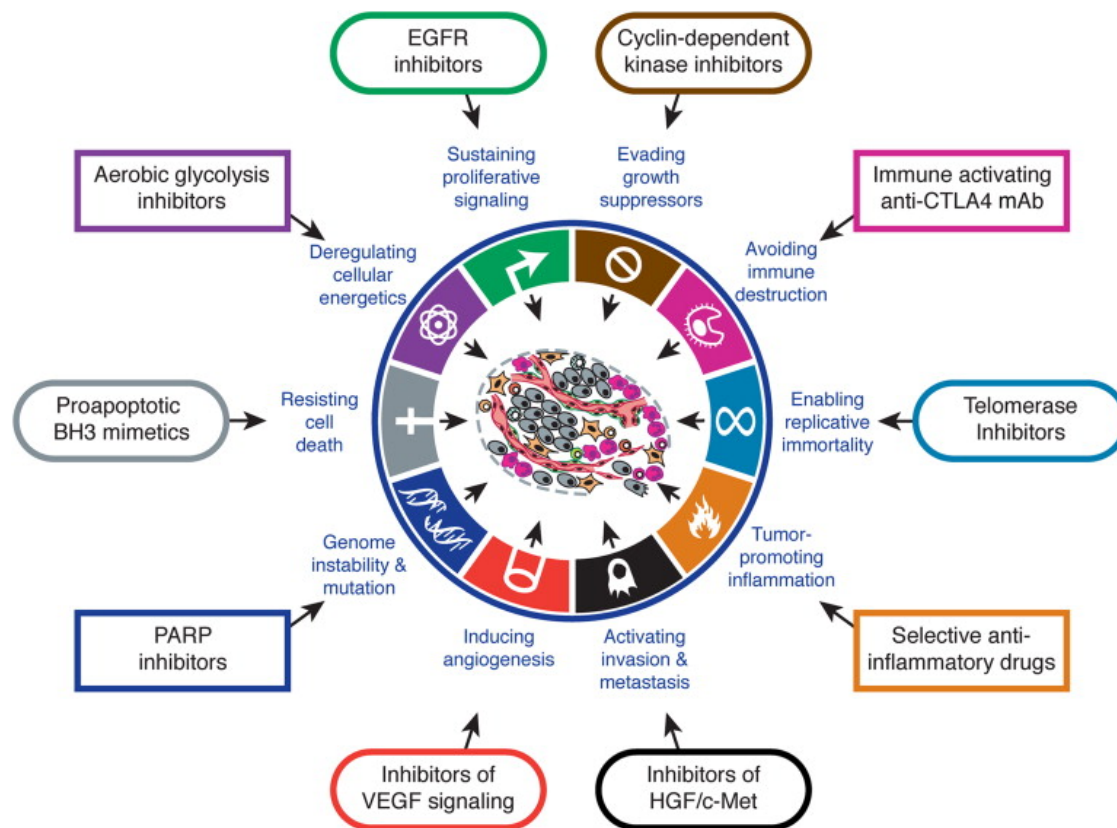 EGFR
inhibitors
Cyclin-dependent
kinase inhibitors
Sustaining
proliferative
signaling
Evading
growth
suppressors
Aerobic glycolysis
inhibitors
Immune activating
anti-CTLA4 mAb
Deregulating
cellular
energetics
Avoiding
immune
destruction
Proapoptotic
BH3 mimetics
Resisting
cell
death
Enabling
replicative
immortality
Telomerase
Inhibitors
Genome
instability &
mutation
Tumor-
promoting
inflammation
PARP
inhibitors
Inducing
angiogenesis
Activating
invasion &
metastasis
Selective anti-
inflammatory drugs
Inhibitors of
VEGF signaling
Inhibitors of
HGF/c-Met